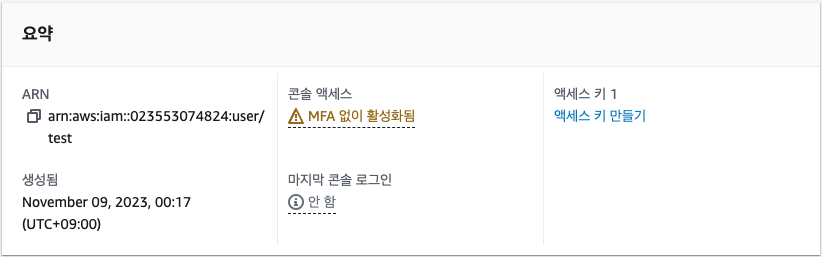 요약
ARN
arn:aws:iam::023553074824:user/
test
생성됨
November 09, 2023, 00:17
(UTC+09:00)
콘솔 액세스
MFA 없이 활성화됨
마지막 콘솔 로그인
안 함
액세스 키 1
액세스 키 만들기